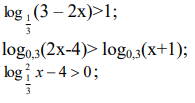 log_{1/3} (3 – 2x)>1;
log_{0,3}(2x-4)> log_{0,3}(x+1);
log^{2}_{1/3} x – 4 > 0 ;